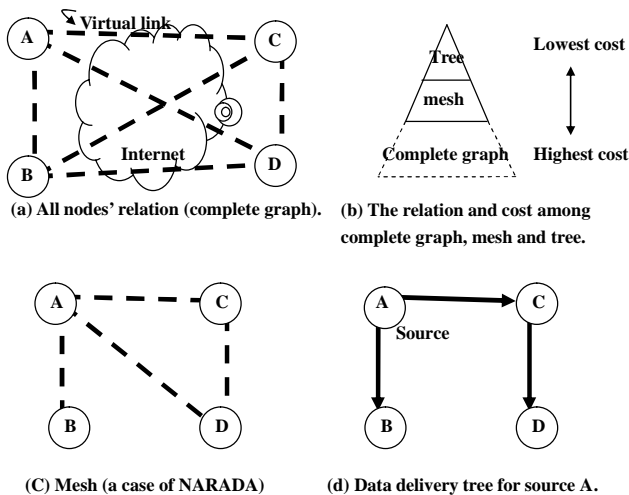 Virtual link
A
C
B
D
Internet
(a) All nodes' relation (complete graph).
Tree
mesh
Complete graph
Lowest cost
Highest cost
(b) The relation and cost among
complete graph, mesh and tree.
A
C
B
D
(C) Mesh (a case of NARADA)
A
C
Source
B
D
(d) Data delivery tree for source A.